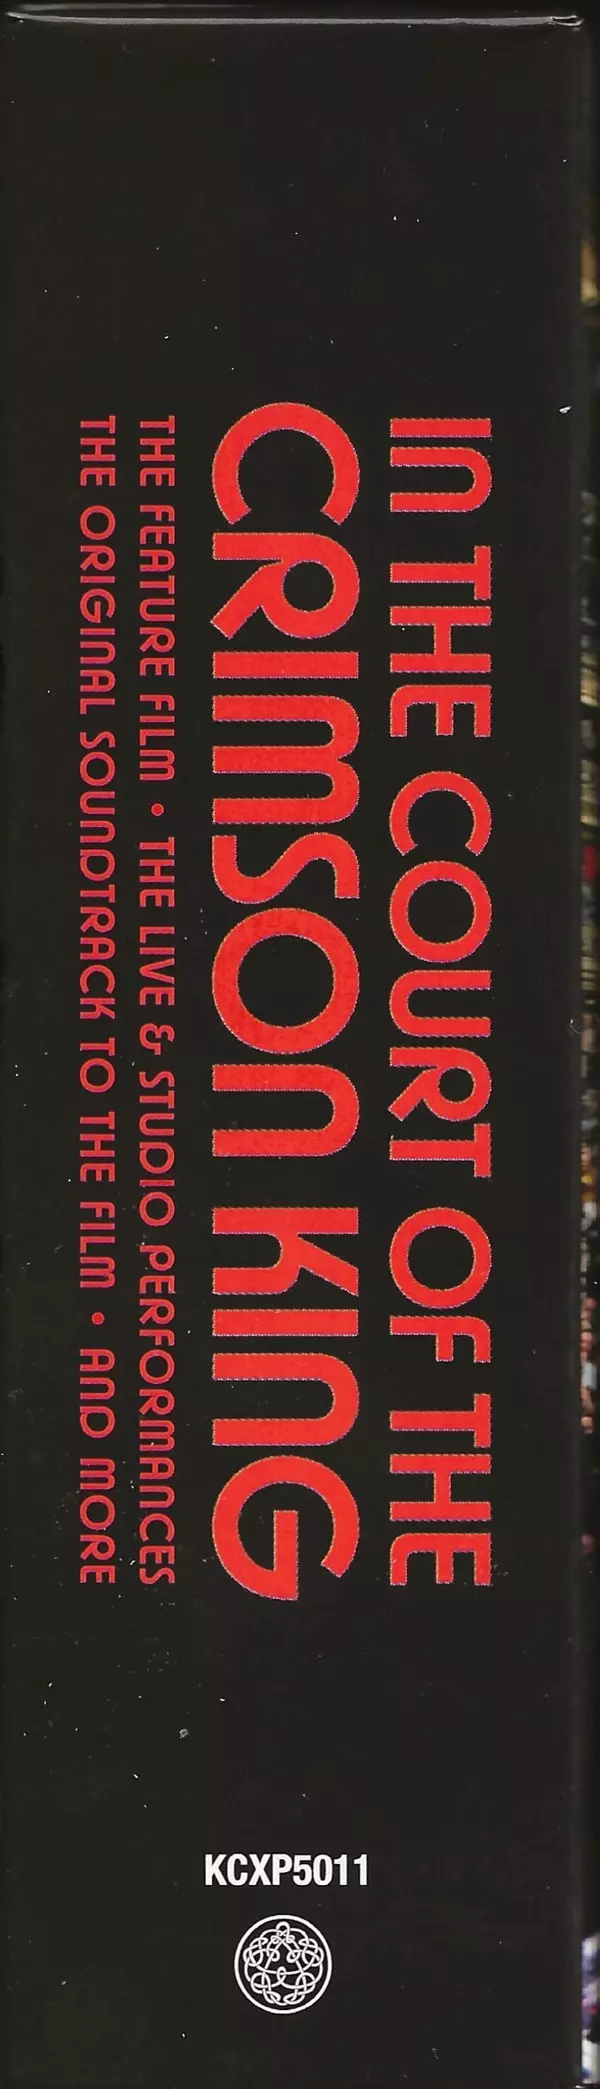 IN THE COURT OF THE
CRIMSON KING
THE FEATURE FILM • THE LIVE & STUDIO PERFORMANCES
THE ORIGINAL SOUNDTRACK TO THE FILM • AND MORE
KCXP5011